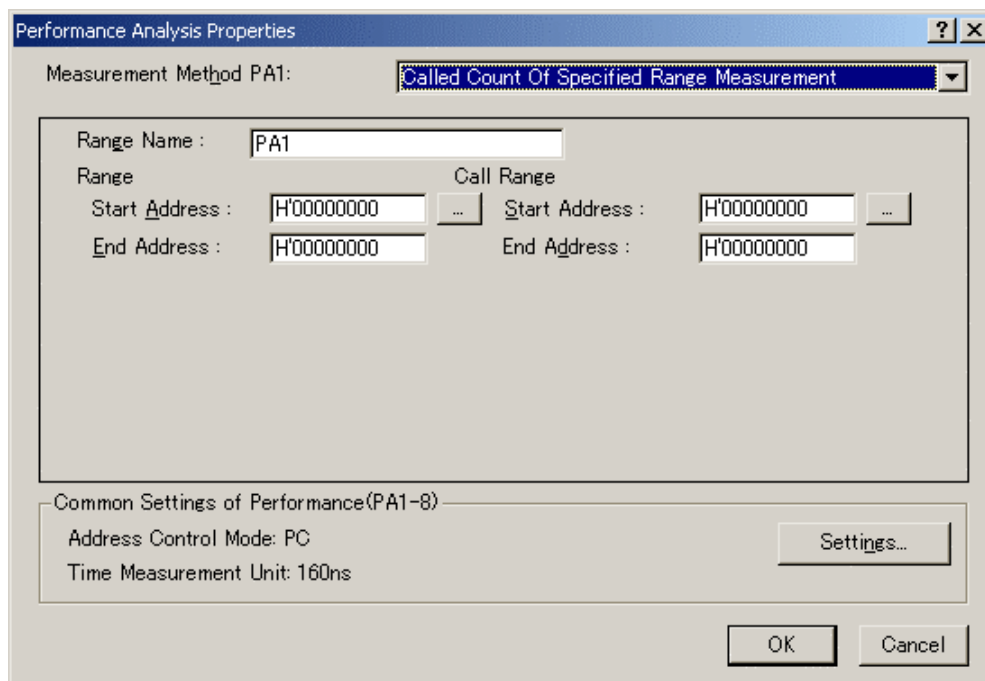 Performance Analysis Properties
Measurement Method PA1: Called Count Of Specified Range Measurement
Range Name : PA1
Range Call Range
Start Address : H'00000000 ... Start Address : H'00000000 ...
End Address : H'00000000 End Address : H'00000000
Common Settings of Performance(PA1-8)
Address Control Mode: PC
Settings...
Time Measurement Unit: 160ns
OK Cancel